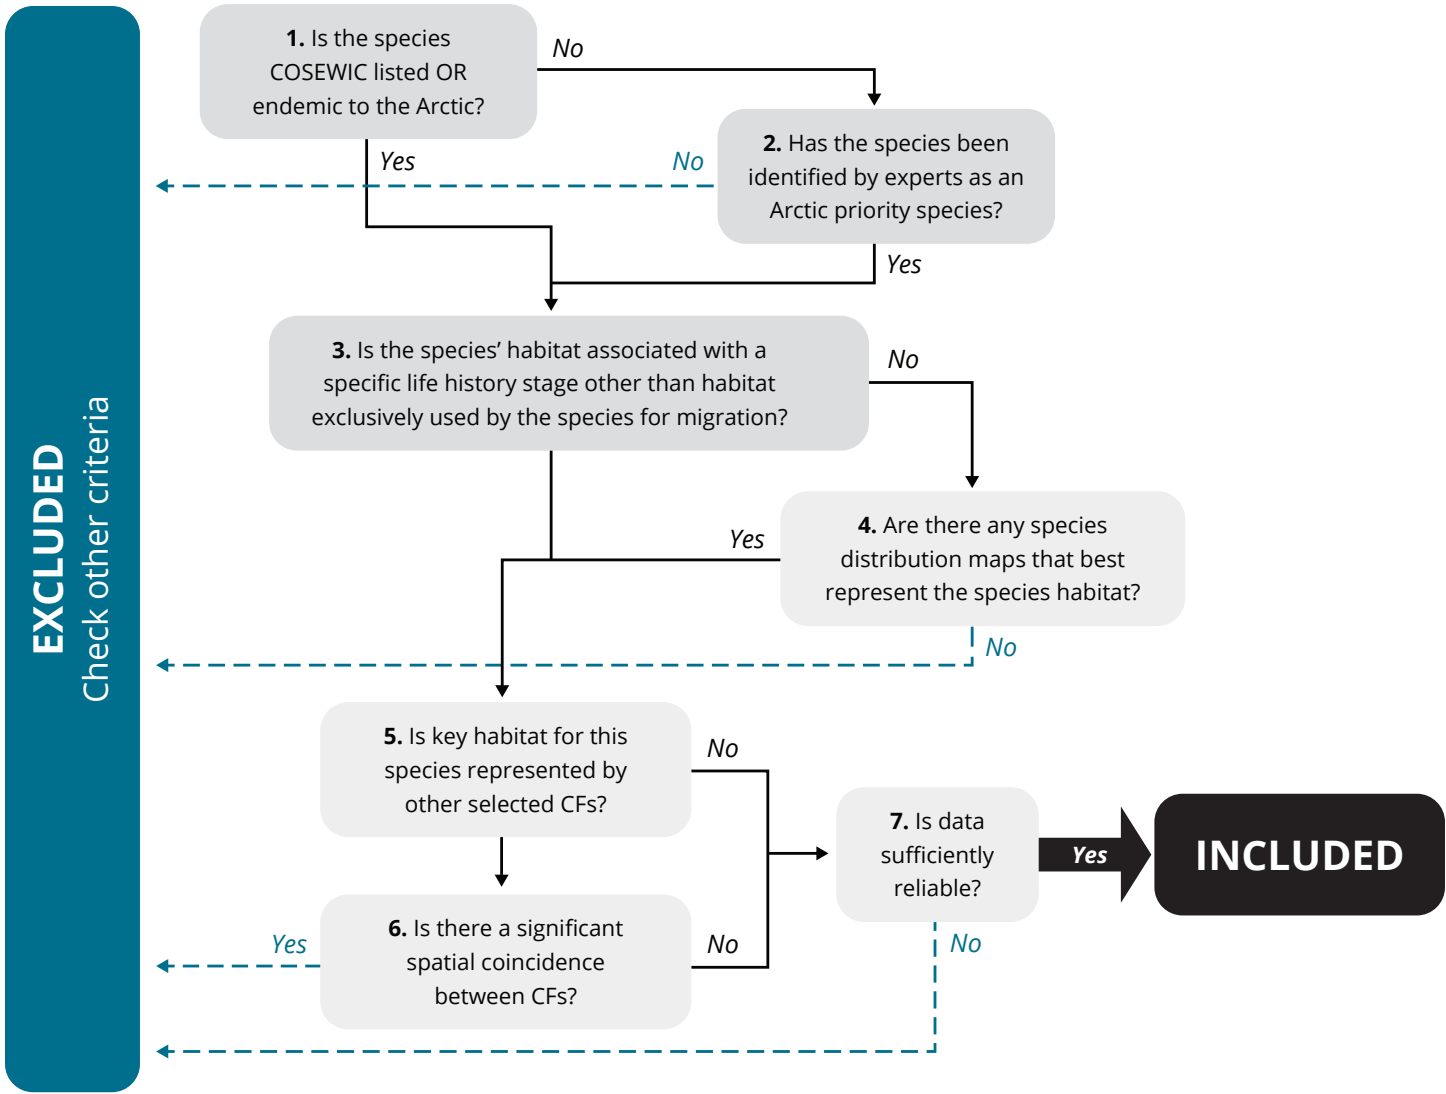 EXCLUDED
Check other criteria
1. Is the species
COSEWIC listed OR
endemic to the Arctic?
No
Yes
No
2. Has the species been
identified by experts as an
Arctic priority species?
Yes
3. Is the species’ habitat associated with a
specific life history stage other than habitat
exclusively used by the species for migration?
No
Yes
4. Are there any species
distribution maps that best
represent the species habitat?
No
5. Is key habitat for this
species represented by
other selected CFs?
No
7. Is data
sufficiently
reliable?
Yes
INCLUDED
Yes
6. Is there a significant
spatial coincidence
between CFs?
No
No